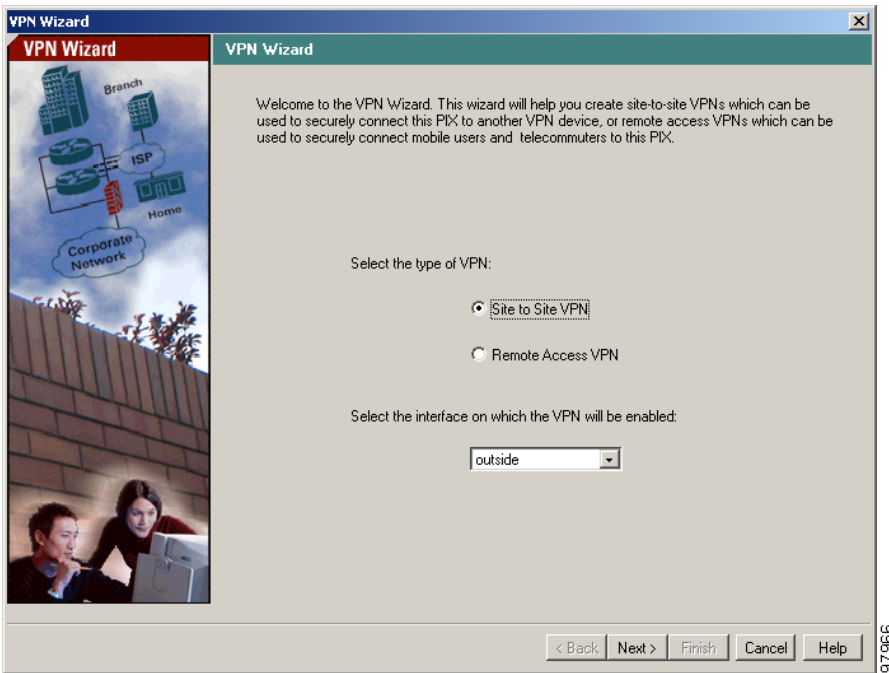 VPN Wizard
VPN Wizard
VPN Wizard
Branch
ISP
Home
Corporate
Network
Welcome to the VPN Wizard. This wizard will help you create site-to-site VPNs which can be
used to securely connect this PIX to another VPN device, or remote access VPNs which can be
used to securely connect mobile users and telecommuters to this PIX.
Select the type of VPN:
Site to Site VPN
Remote Access VPN
Select the interface on which the VPN will be enabled:
outside
< Back
Next >
Finish
Cancel
Help
97966